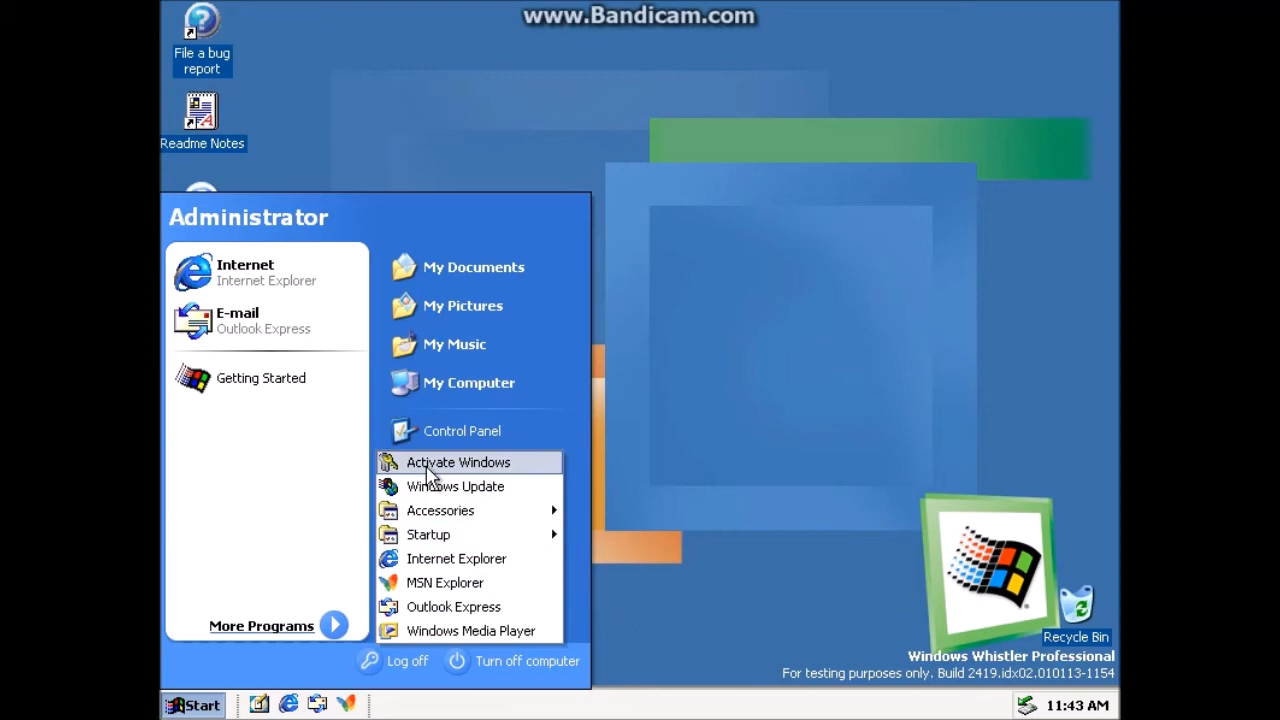 www.Bandicam.com
File a bug
report
Readme Notes
Administrator
Internet
Internet Explorer
E-mail
Outlook Express
Getting Started
More Programs
My Documents
My Pictures
My Music
My Computer
Control Panel
Activate Windows
Windows Update
Accessories
Startup
Internet Explorer
MSN Explorer
Outlook Express
Windows Media Player
Log off
Turn off computer
Recycle Bin
Windows Whistler Professional
For testing purposes only. Build 2419.idx02.010113-1154
Start
11:43 AM